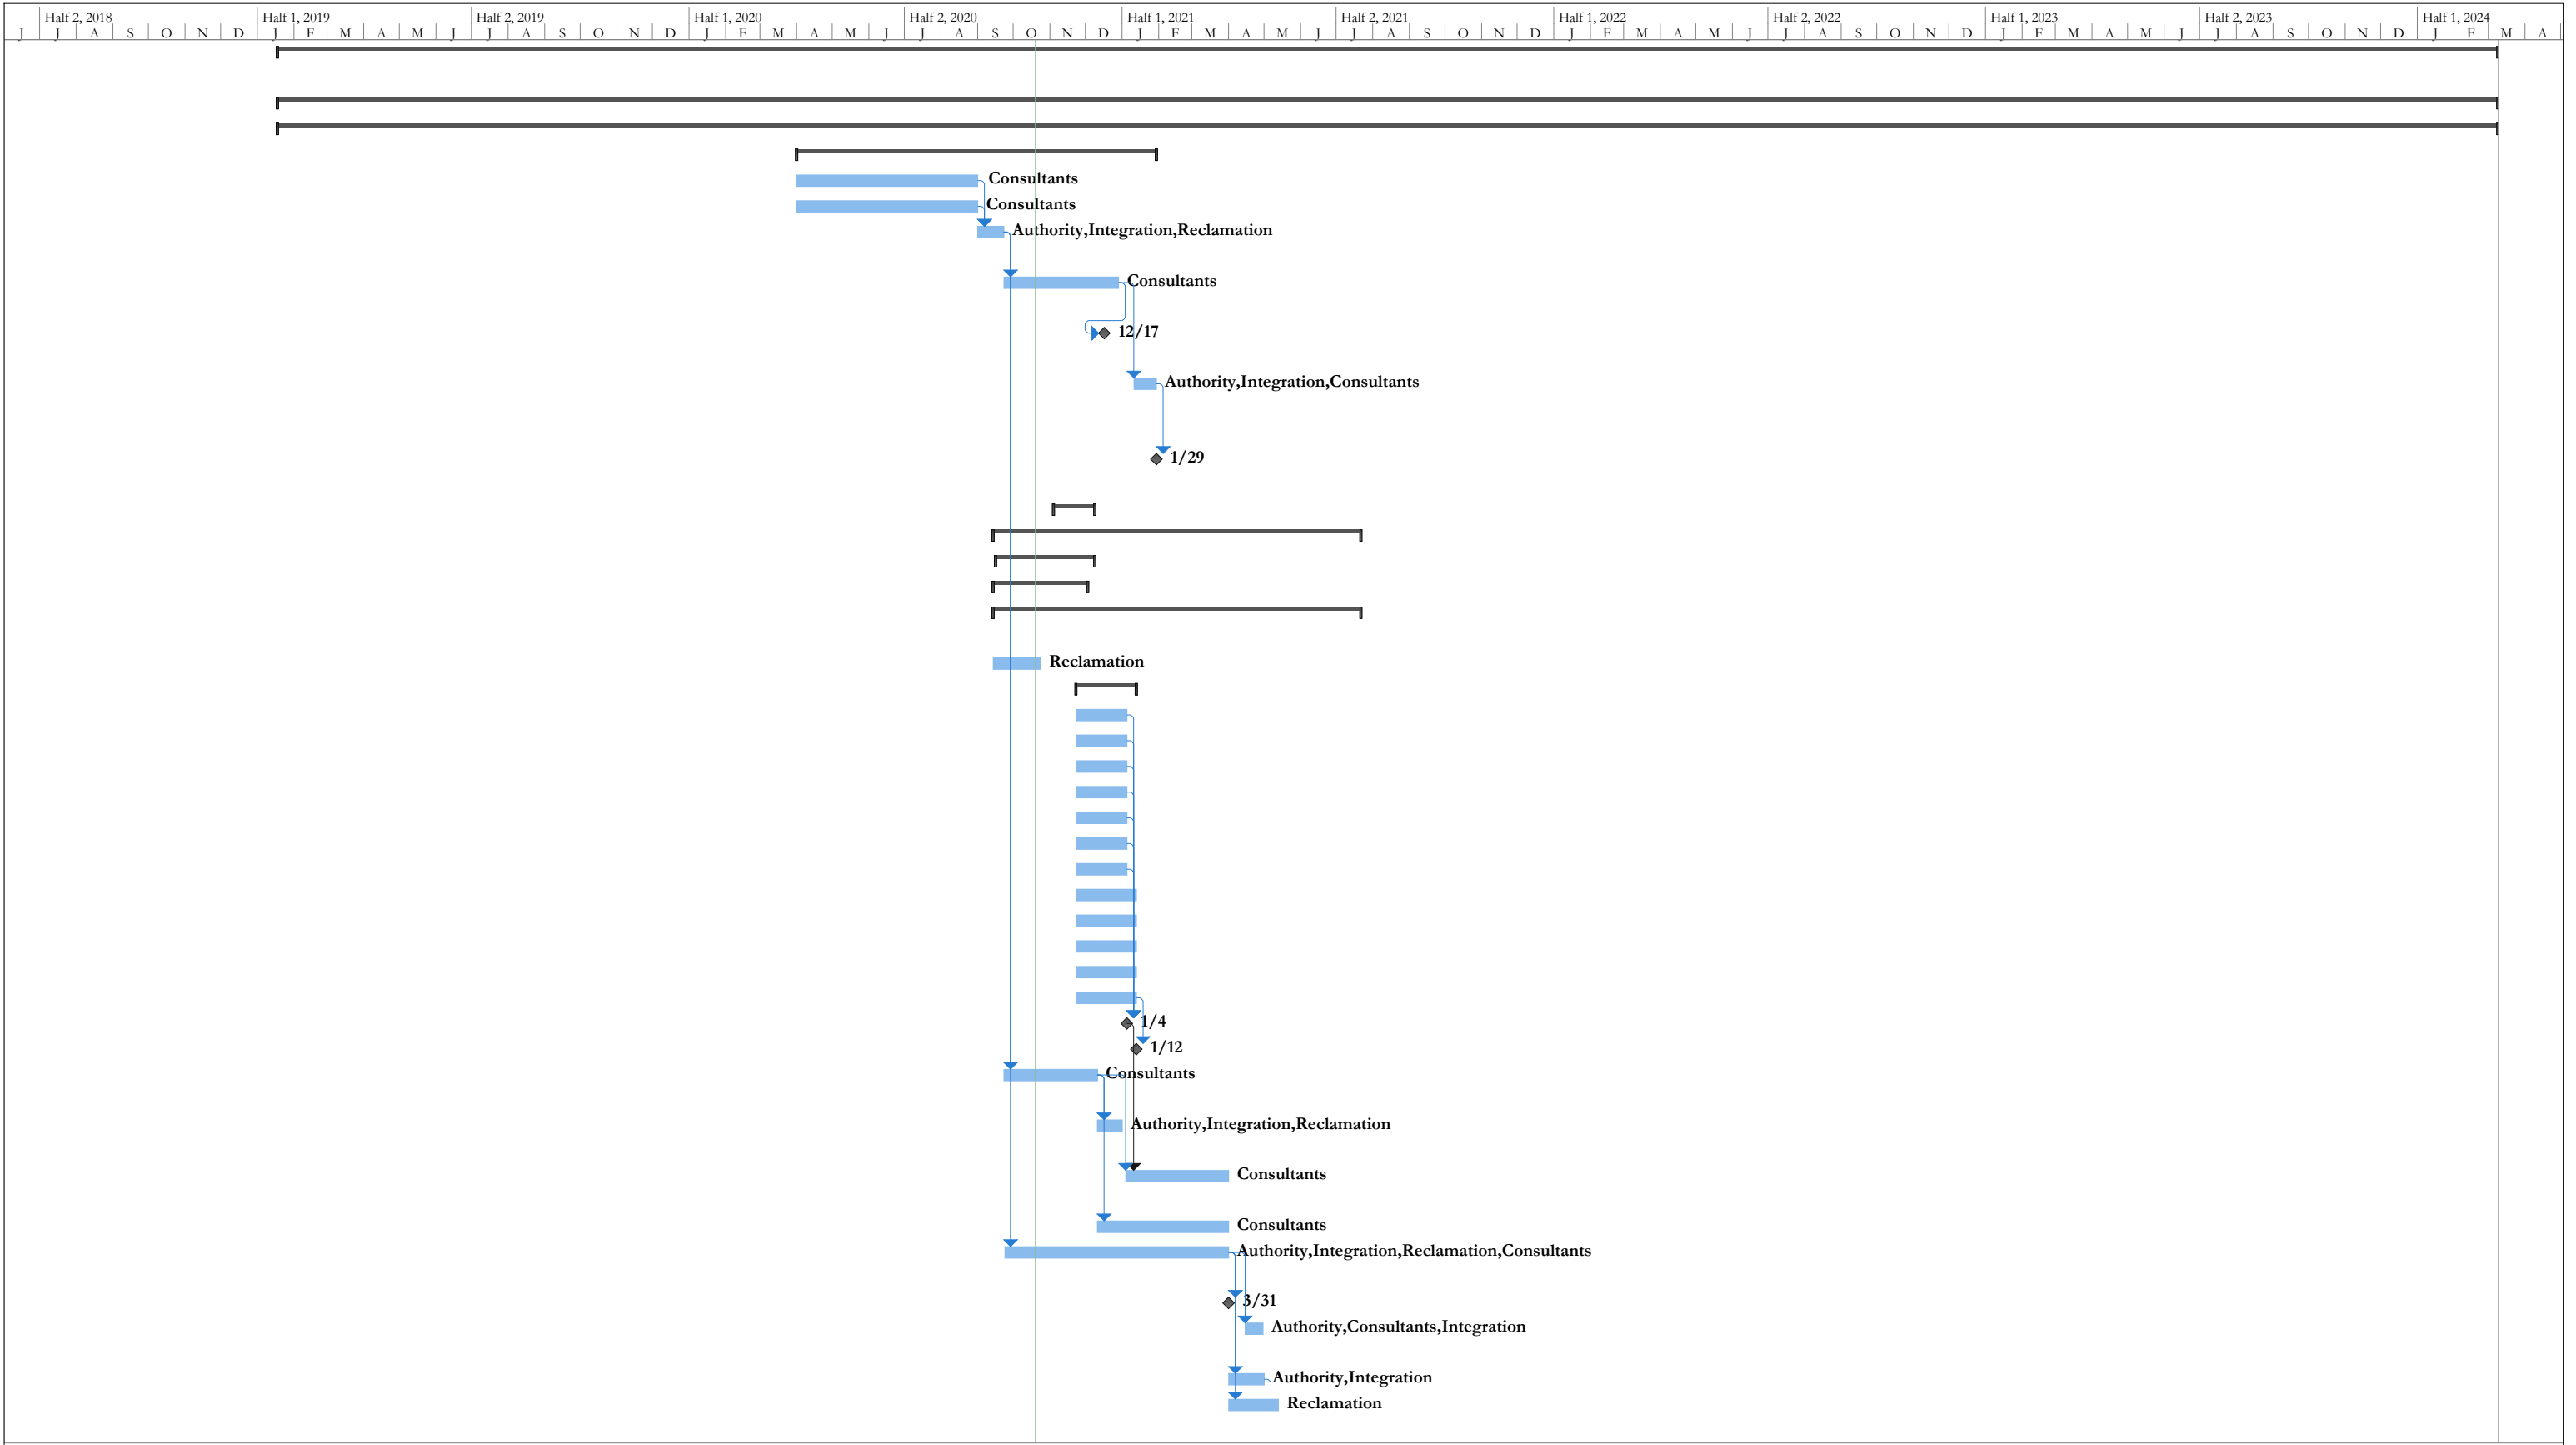 Half 2, 2018 Half 1, 2019 Half 2, 2019 Half 1, 2020 Half 2, 2020 Half 1, 2021 Half 2, 2021 Half 1, 2022 Half 2, 2022 Half 1, 2023 Half 2, 2023 Half 1, 2024
J J A S O N D J F M A M J J A S O N D J F M A M J J A S O N D J F M A M J J A S O N D J F M A M J J A S O N D J F M A M J J A S O N D J F M A
Consultants
Consultants
Authority,Integration,Reclamation
Consultants
12/17
Authority,Integration,Consultants
1/29
Reclamation
1/4
1/12
Consultants
Authority,Integration,Reclamation
Consultants
Consultants
Authority,Integration,Reclamation,Consultants
3/31
Authority,Consultants,Integration
Authority,Integration
Reclamation